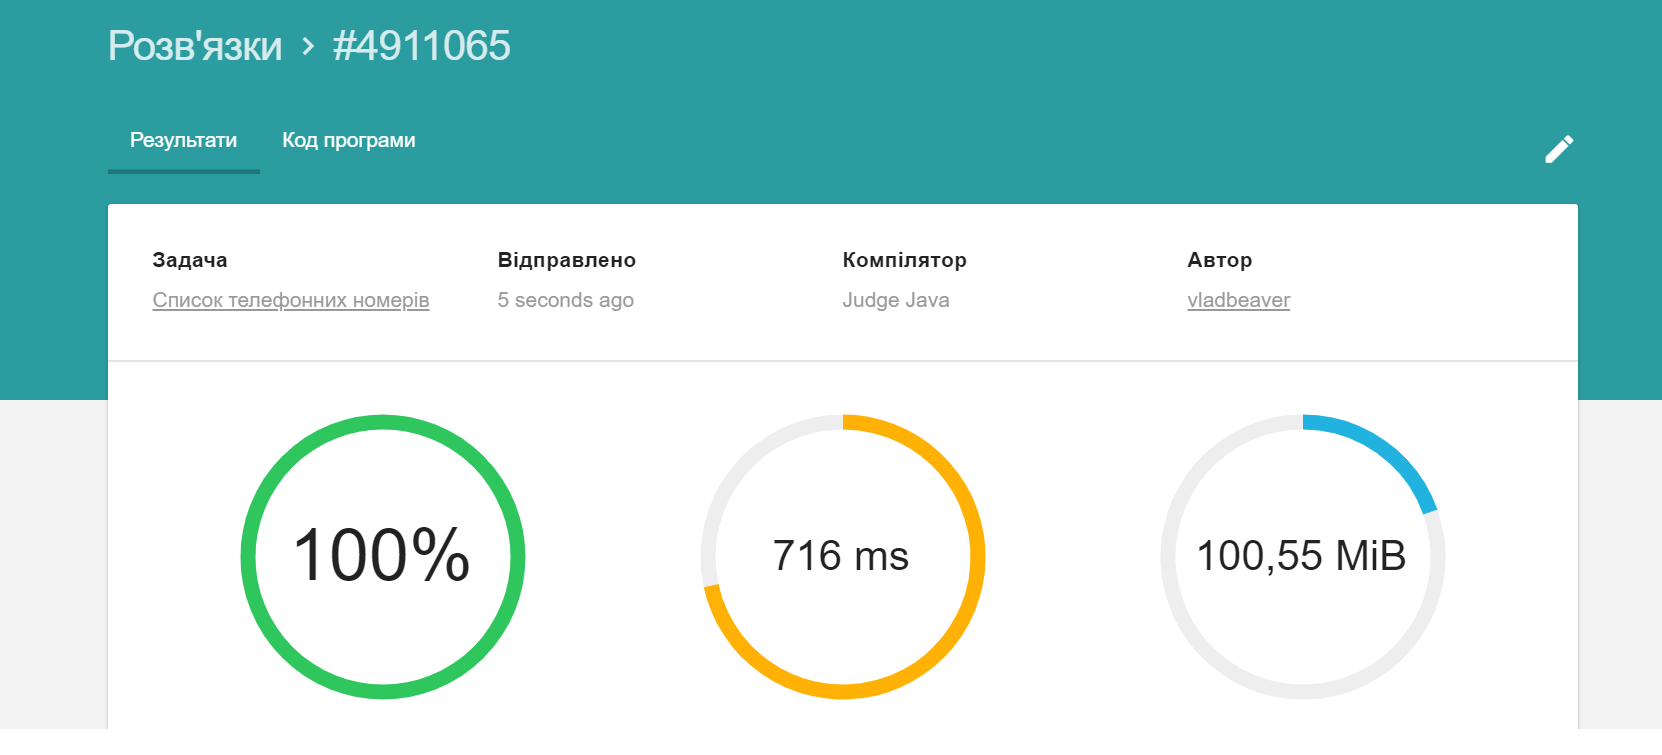 Розв'язки > #4911065
Результати Код програми
Задача Відправлено Компілятор Автор
Список телефонних номерів 5 seconds ago Judge Java vladbeaver
100% 716 ms 100,55 MiB